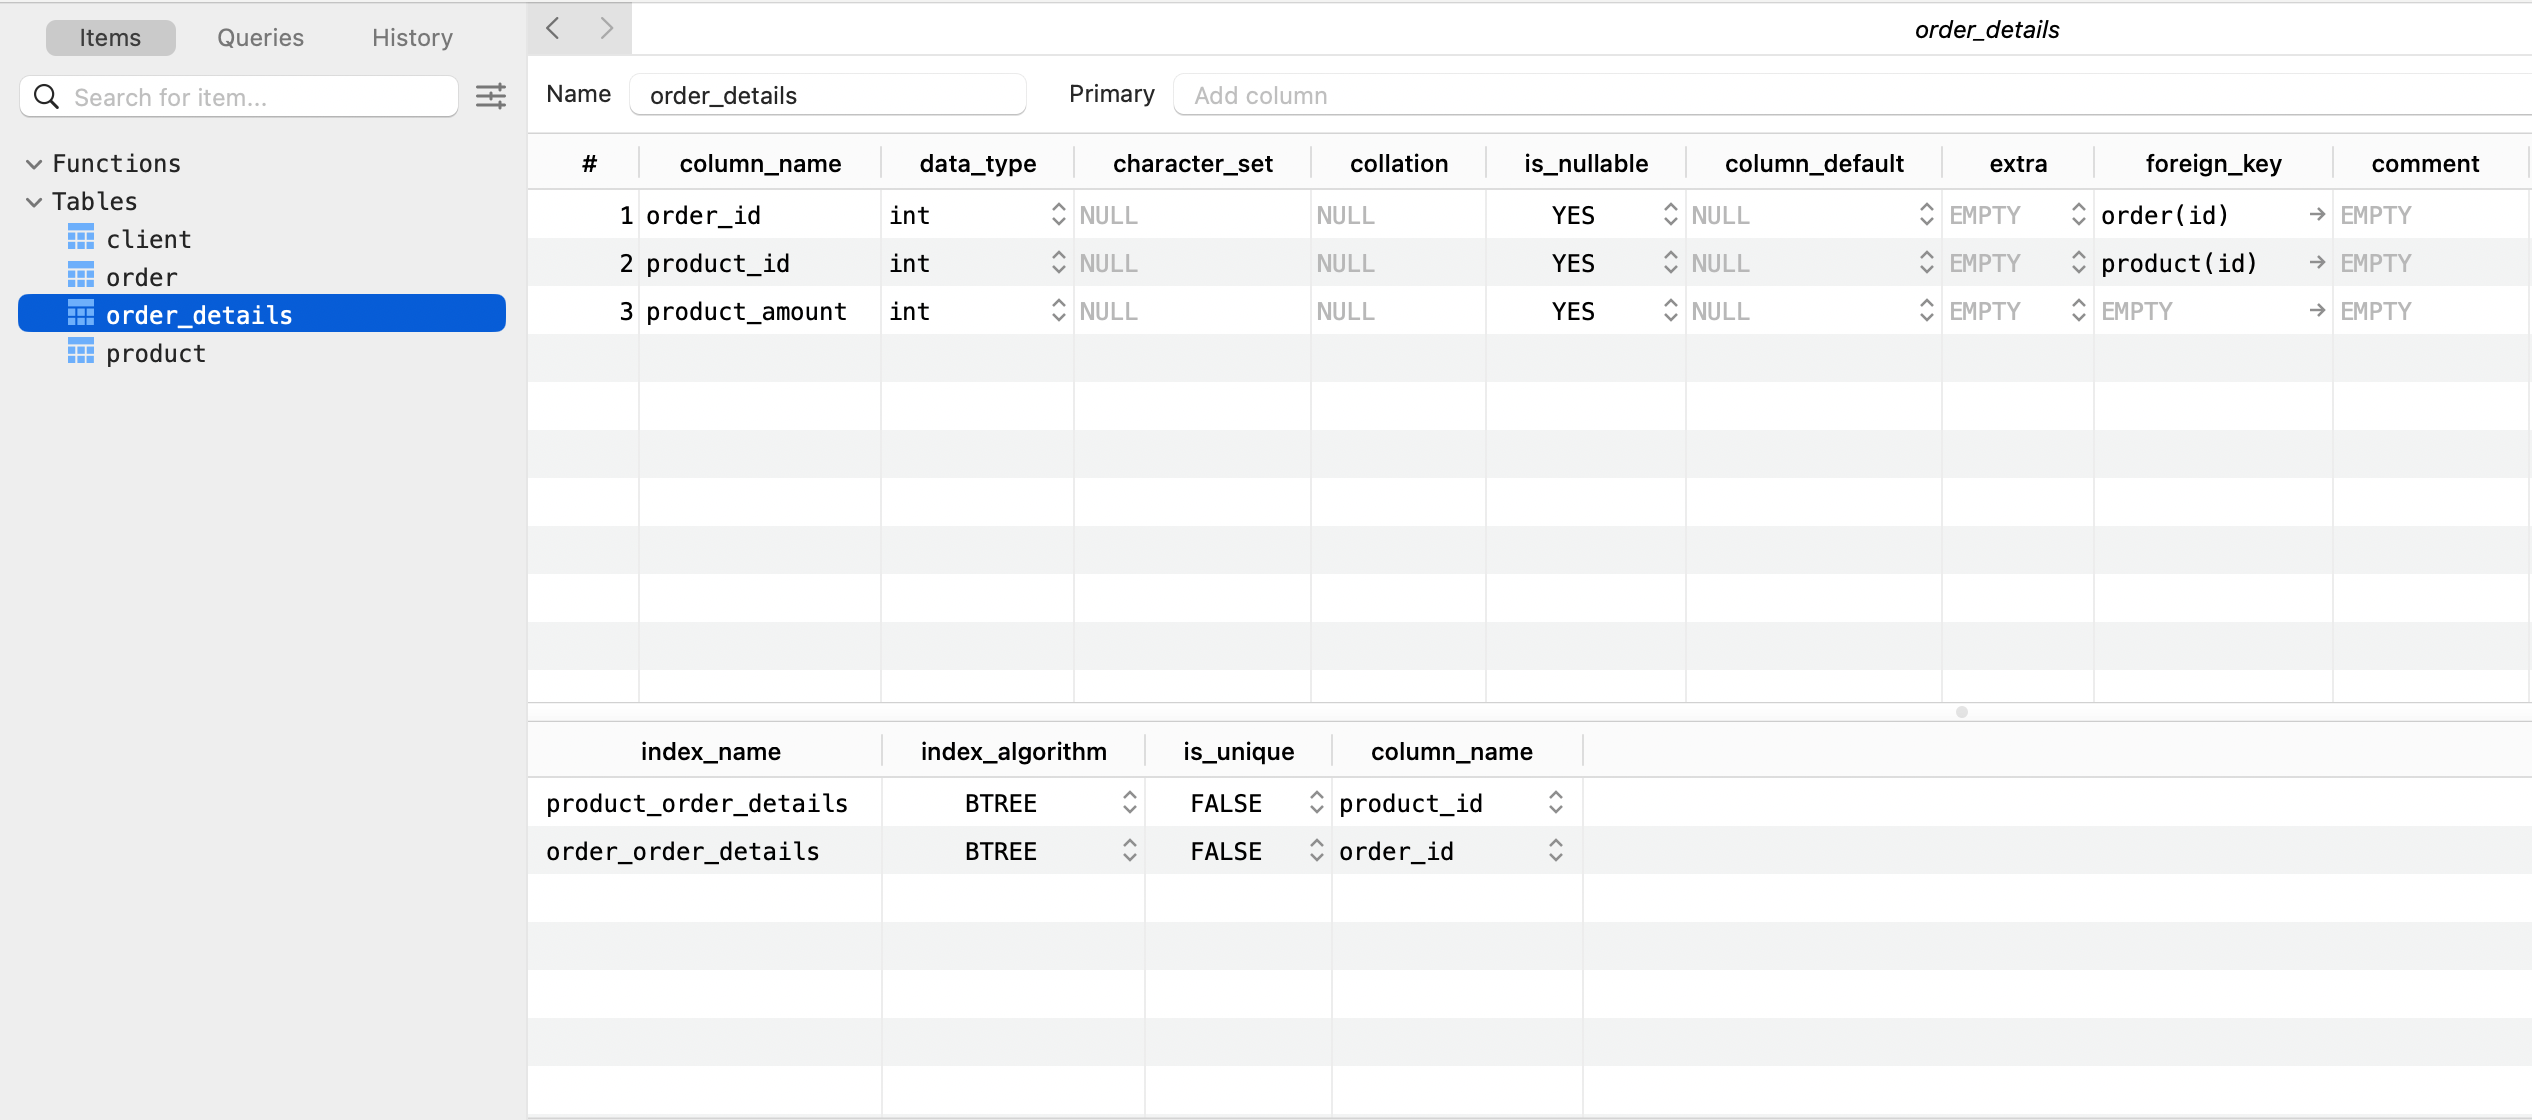 Items Queries History
Search for item...
Functions
Tables
client
order
order_details
product
order_details
Name order_details Primary Add column
# column_name data_type character_set collation is_nullable column_default extra foreign_key comment
1 order_id int NULL NULL YES NULL EMPTY order(id) EMPTY
2 product_id int NULL NULL YES NULL EMPTY product(id) EMPTY
3 product_amount int NULL NULL YES NULL EMPTY EMPTY EMPTY
index_name index_algorithm is_unique column_name
product_order_details BTREE FALSE product_id
order_order_details BTREE FALSE order_id